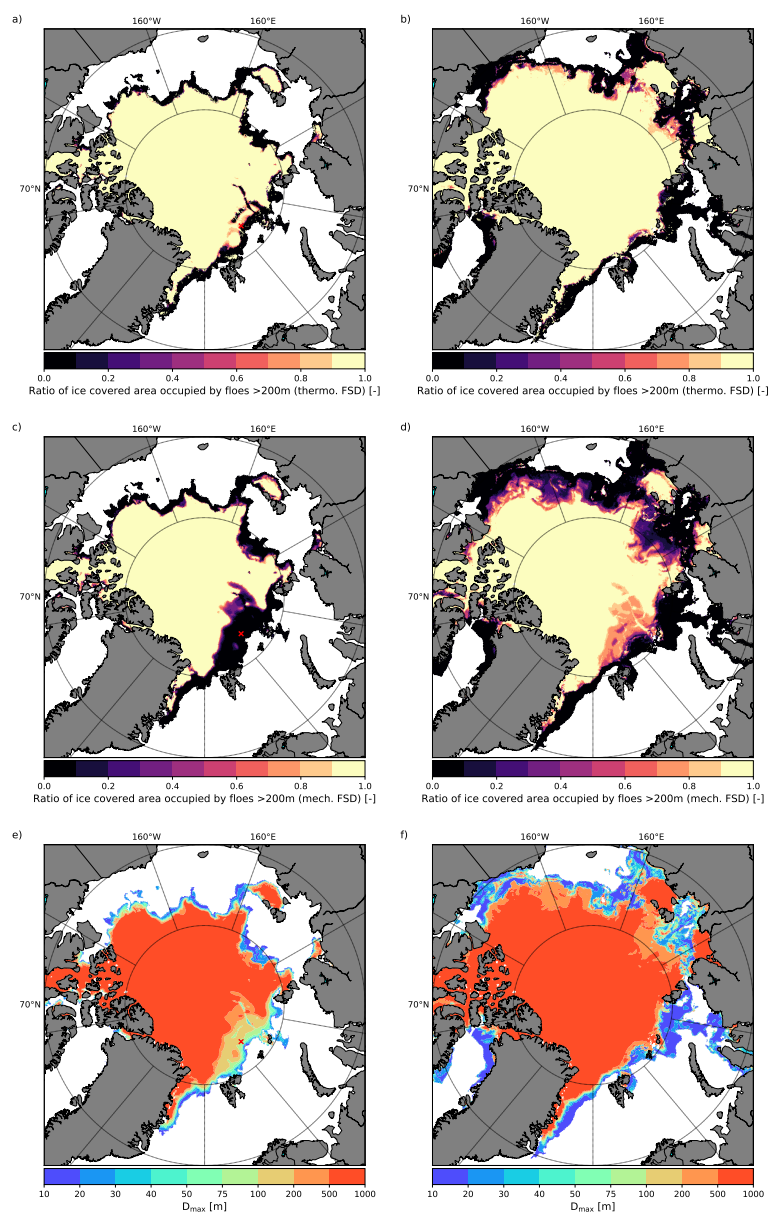 a) b)
160°W 160°E 160°W 160°E
70°N 70°N
0.0 0.2 0.4 0.6 0.8 1.0 0.0 0.2 0.4 0.6 0.8 1.0
Ratio of ice covered area occupied by floes >200m (thermo. FSD) [-] Ratio of ice covered area occupied by floes >200m (thermo. FSD) [-]
c) d)
160°W 160°E 160°W 160°E
70°N 70°N
0.0 0.2 0.4 0.6 0.8 1.0 0.0 0.2 0.4 0.6 0.8 1.0
Ratio of ice covered area occupied by floes >200m (mech. FSD) [-] Ratio of ice covered area occupied by floes >200m (mech. FSD) [-]
e) f)
160°W 160°E 160°W 160°E
70°N 70°N
10 20 30 40 50 75 100 200 500 1000 10 20 30 40 50 75 100 200 500 1000
Dmax [m] Dmax [m]